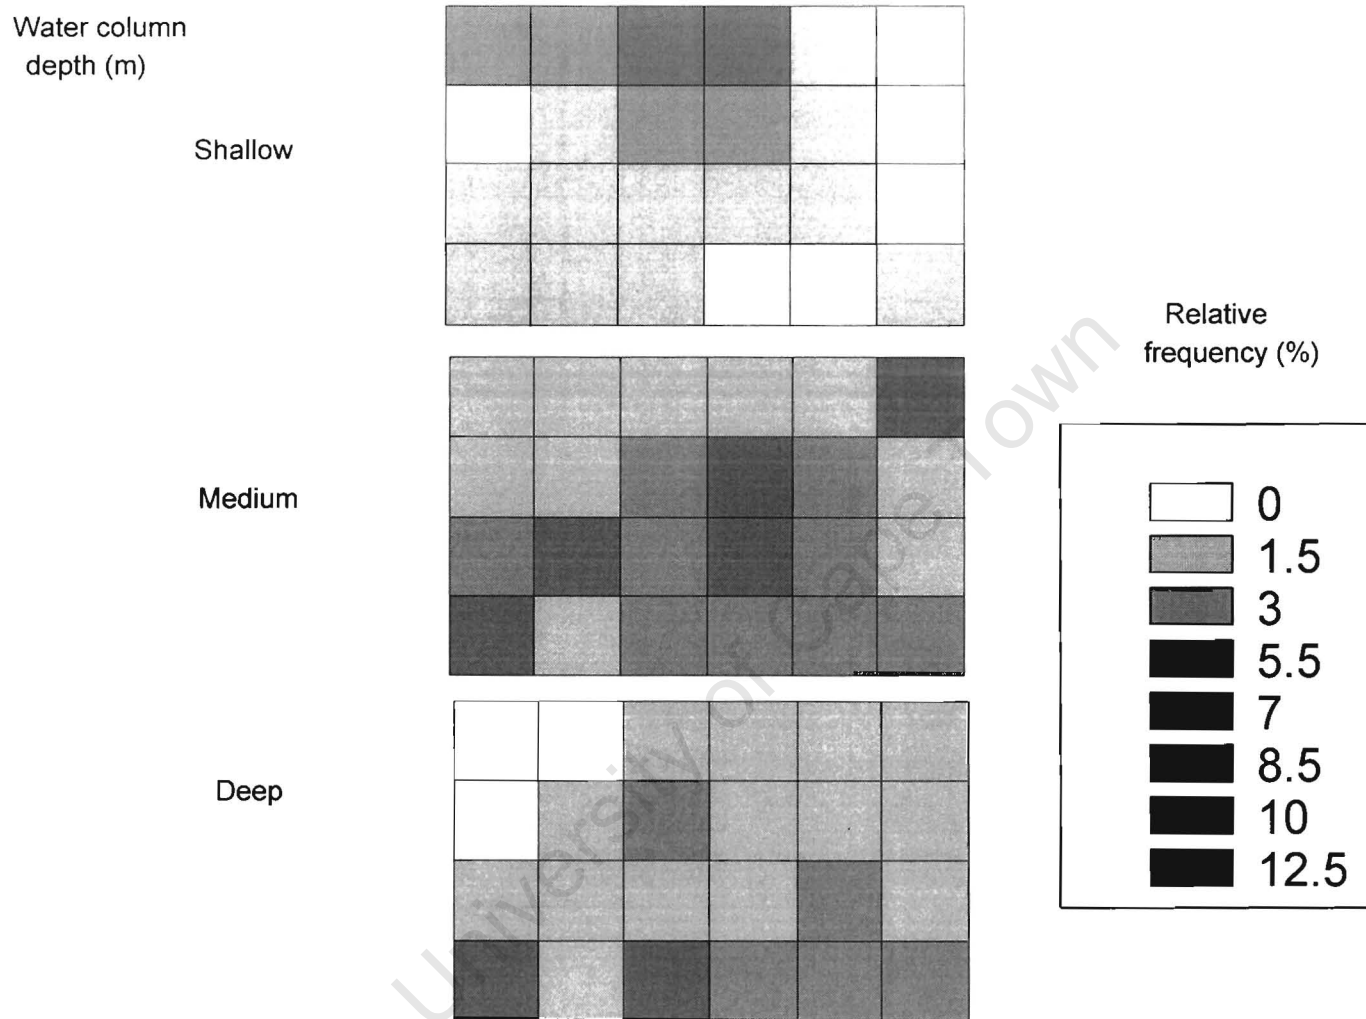 Water column
depth (m)
Shallow
Medium
Deep
Relative
frequency (%)
0
1.5
3
5.5
7
8.5
10
12.5
University of Cape Town